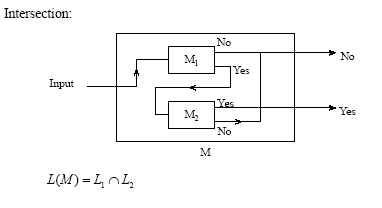 Intersection:
No
M₁
No
Yes
Input
Yes
M₂
Yes
No
M
L(M) = L₁ ∩ L₂